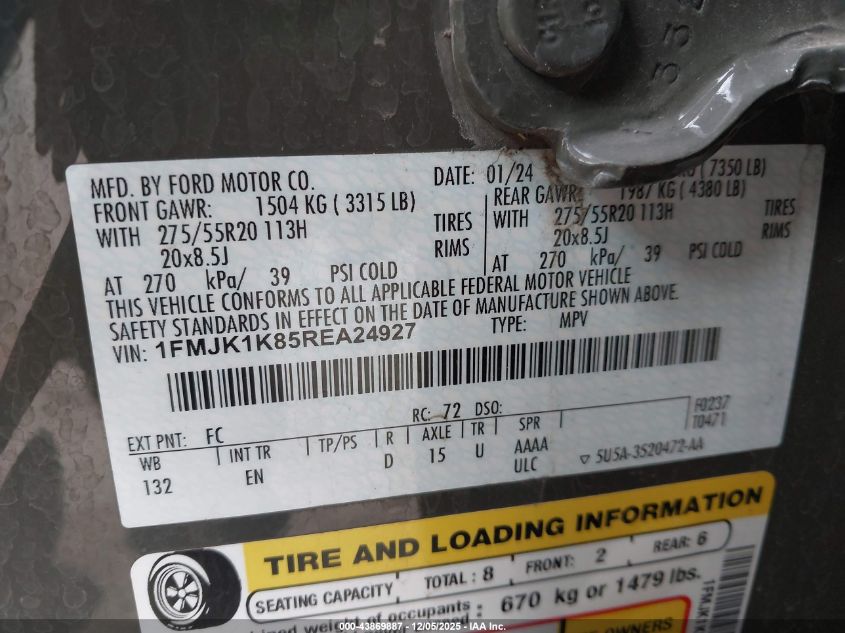 MFD. BY FORD MOTOR CO.
DATE: 01/24
( 7350 LB)
FRONT GAWR: 1504 KG ( 3315 LB)
REAR GAWR: 1987 KG ( 4380 LB)
WITH 275/55R20 113H TIRES
WITH 275/55R20 113H TIRES
20x8.5J RIMS
20x8.5J RIMS
AT 270 kPa/ 39 PSI COLD
AT 270 kPa/ 39 PSI COLD
THIS VEHICLE CONFORMS TO ALL APPLICABLE FEDERAL MOTOR VEHICLE
SAFETY STANDARDS IN EFFECT ON THE DATE OF MANUFACTURE SHOWN ABOVE.
VIN: 1FMJK1K85REA24927
TYPE: MPV
EXT PNT: FC
RC: 72 DSO:
F0237
T0471
WB INT TR TP/PS R AXLE TR SPR
132 EN D 15 U AAAA
ULC
5U5A-3520472-AA
TIRE AND LOADING INFORMATION
SEATING CAPACITY TOTAL : 8 FRONT: 2 REAR: 6
weight of occupants : 670 kg or 1479 lbs.
OWNERS
000-43869887 - 12/05/2025 - IAA, Inc.